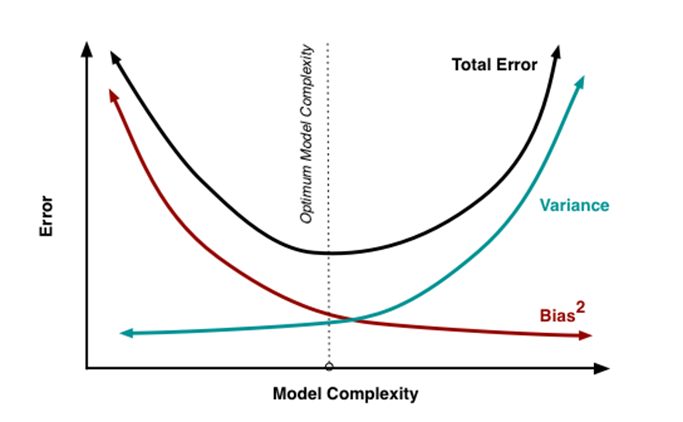 Total Error
Optimum Model Complexity
Variance
Error
Bias²
Model Complexity